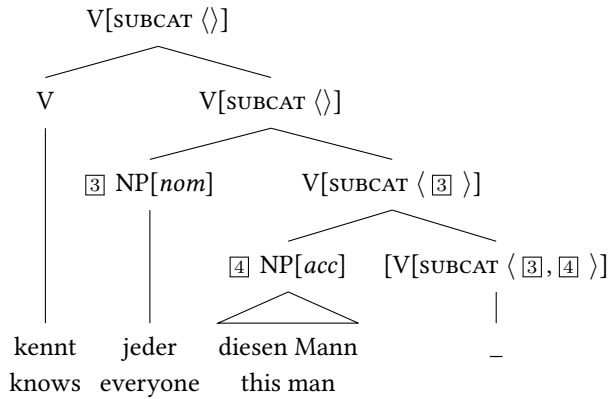 V[SUBCAT ⟨⟩]
V V[SUBCAT ⟨⟩]
3 NP[nom] V[SUBCAT ⟨ 3 ⟩]
4 NP[acc] [V[SUBCAT ⟨ 3, 4 ⟩]
kennt jeder diesen Mann _
knows everyone this man